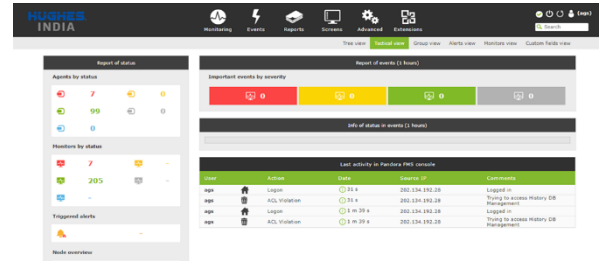 HUGHES.
INDIA
Monitoring Events Reports Screens Advanced Extensions
(ags)
Search
Tree view Tactical view Group view Alerts view Monitors view Custom fields view
Report of status
Agents by status
7 0
99 0
0
Monitors by status
7 -
205 -
-
Triggered alerts
-
Node overview
Report of events (1 hours)
Important events by severity
0 0 0 0
Info of status in events (1 hours)
Last activity in Pandora FMS console
User Action Date Source IP Comments
ags Logon 31 s 202.134.192.28 Logged in
ags ACL Violation 31 s 202.134.192.28 Trying to access History DB
Management
ags Logon 1 m 39 s 202.134.192.28 Logged in
ags ACL Violation 1 m 39 s 202.134.192.28 Trying to access History DB
Management